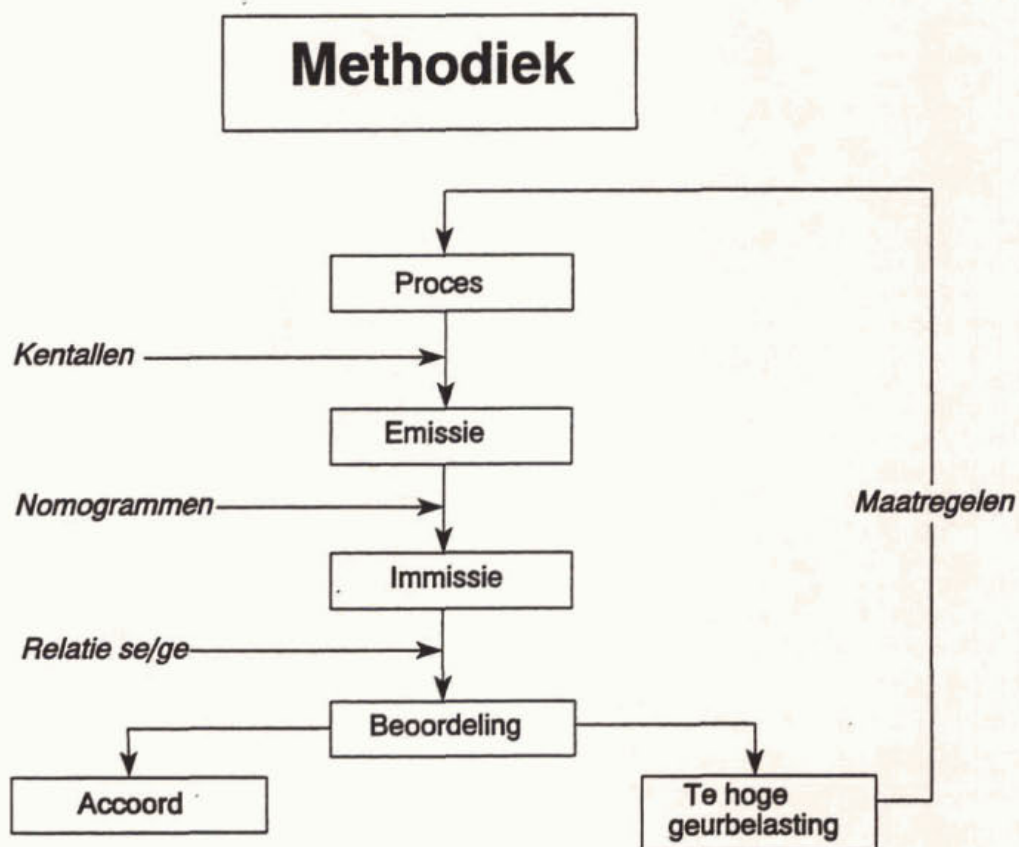 Methodiek
Proces
Kentallen
Emissie
Nomogrammen
Maatregelen
Immissie
Relatie se/ge
Beoordeling
Accoord
Te hoge
geurbelasting